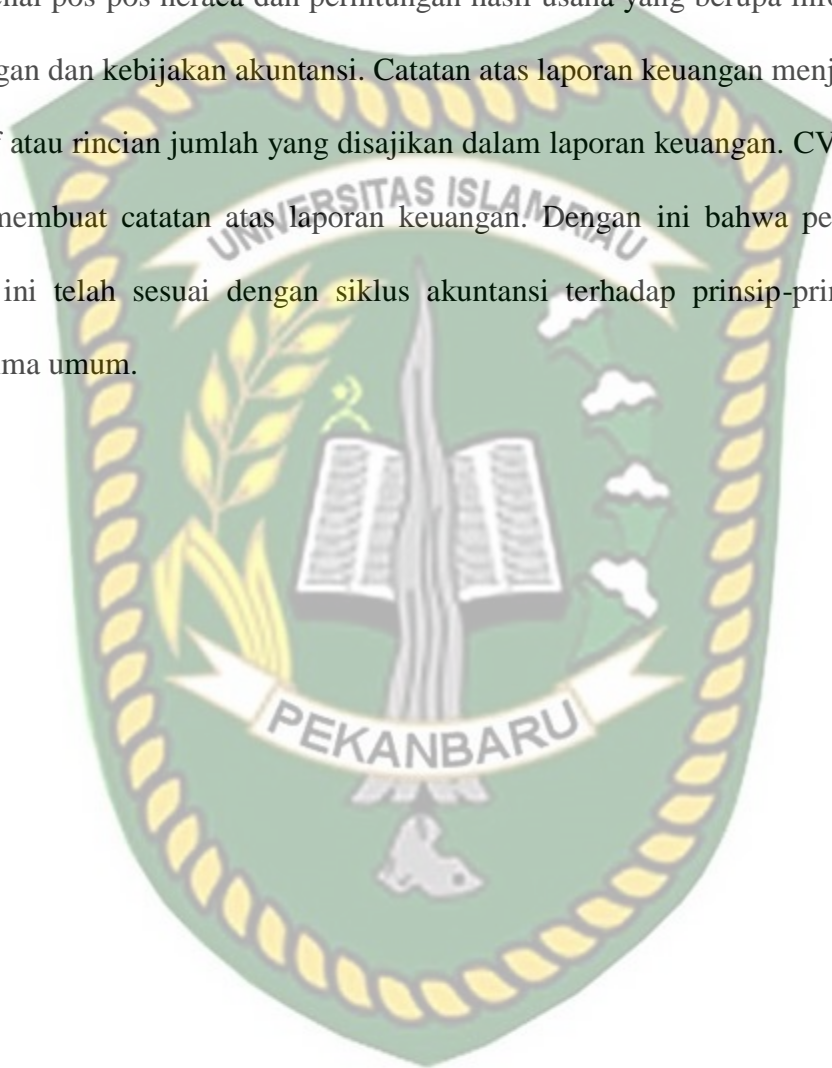 nai pos-pos neraca dan perhitungan hasil usaha yang berupa info
gan dan kebijakan akuntansi. Catatan atas laporan keuangan menj
f atau rincian jumlah yang disajikan dalam laporan keuangan. CV
membuat catatan atas laporan keuangan. Dengan ini bahwa pe
ini telah sesuai dengan siklus akuntansi terhadap prinsip-prin
ma umum.
UNIVERSITAS ISLAM RIAU
PEKANBARU